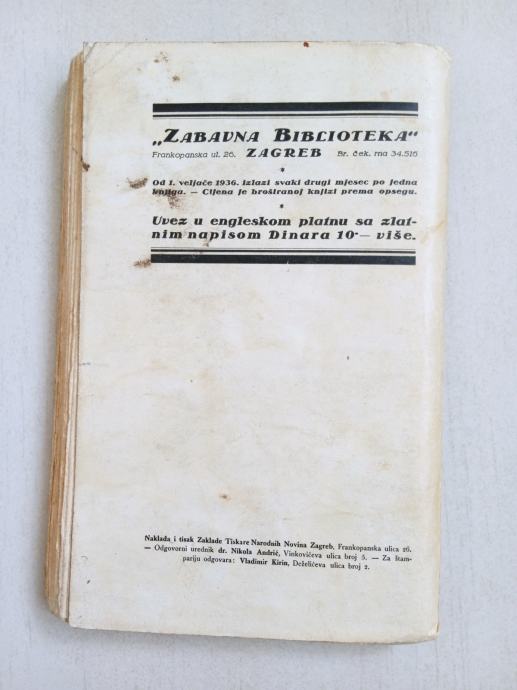 „ZABAVNA BIBLIOTEKA“
Frankopanska ul. 26. ZAGREB Br. ček. rna 34.516
*
Od 1. veljače 1936. izlazi svaki drugi mjesec po jedna
knjiga. — Cijena je broširanoj knjizi prema opsegu.
*
Uvez u engleskom platnu sa zlat-
nim napisom Dinara 10·— više.
Naklada i tisak Zaklade Tiskare Narodnih Novina Zagreb, Frankopanska ulica 26.
— Odgovorni urednik dr. Nikola Andrić, Vinkovićeva ulica broj 5. — Za štam-
pariju odgovara: Vladimir Kirin, Deželićeva ulica broj 2.